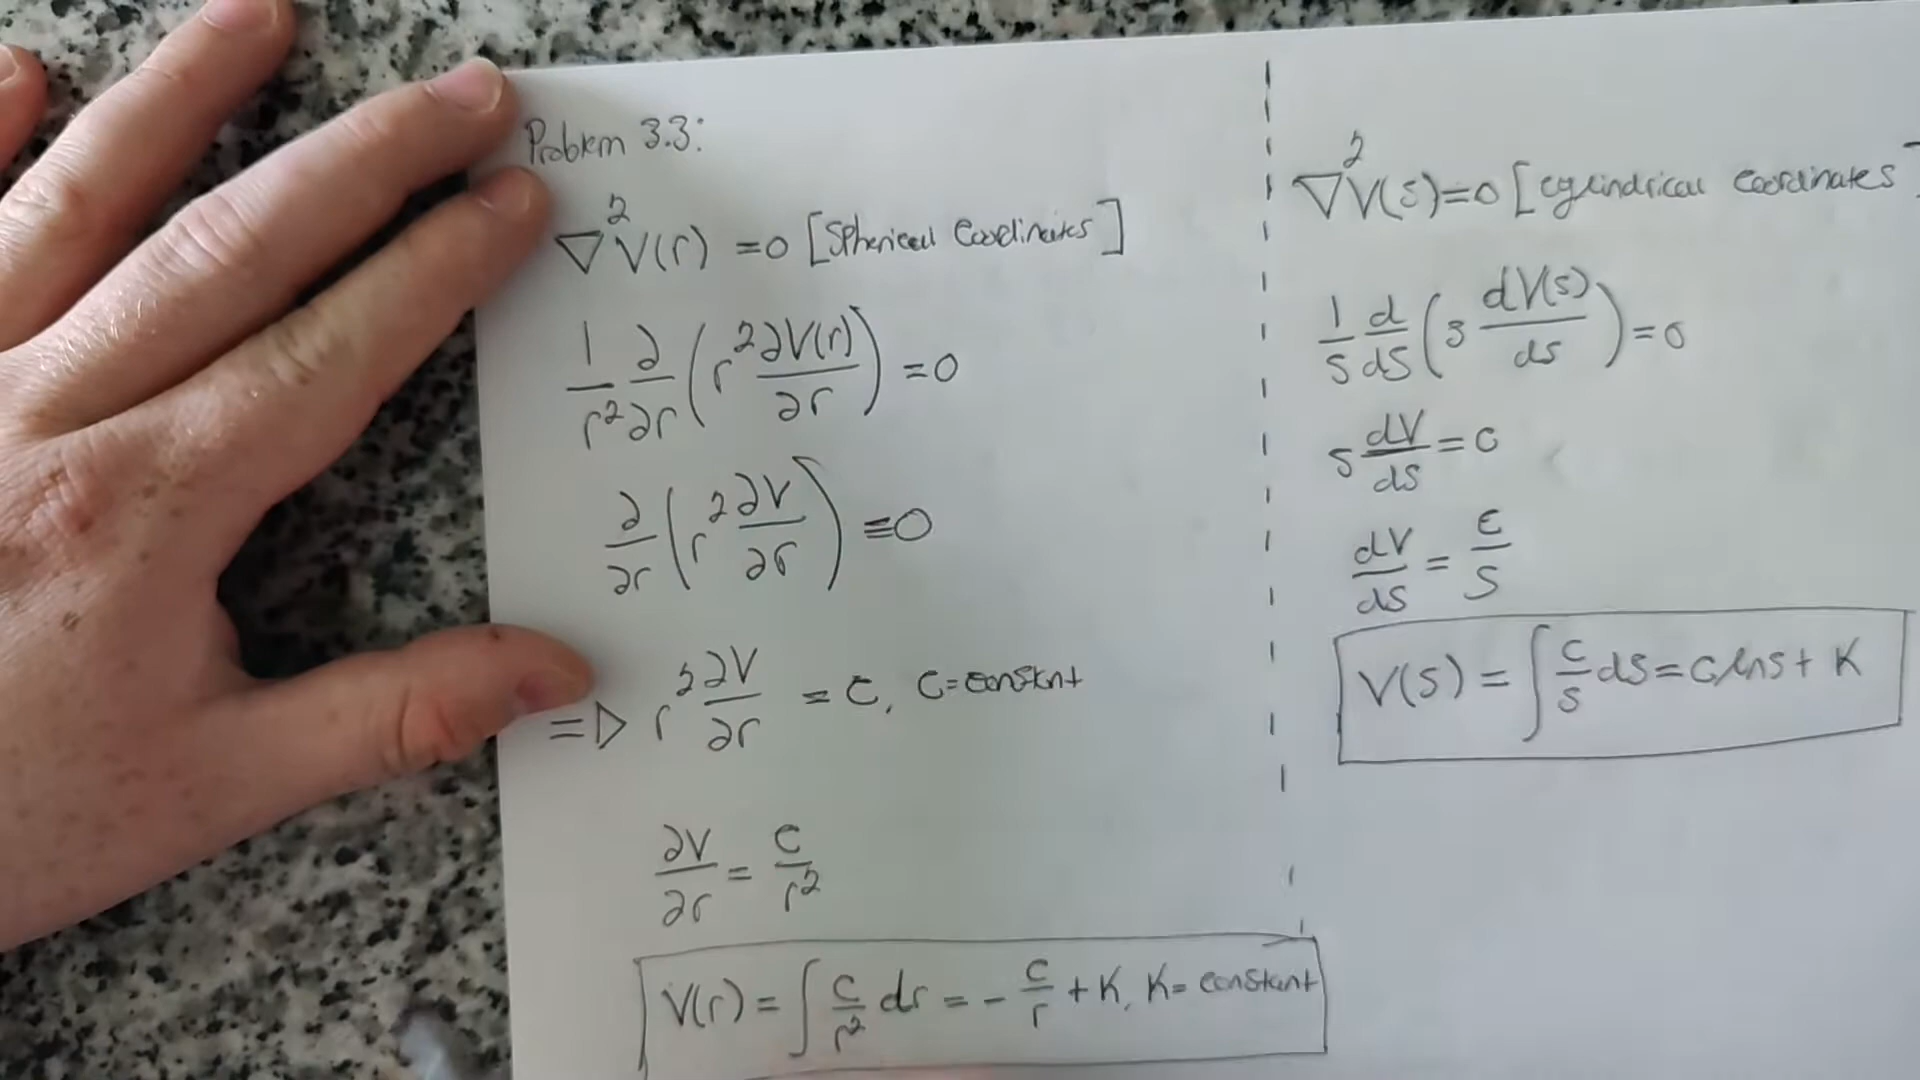 Problem 3.3:
∇²V(r) = 0 [Spherical Coordinates]
1/r² ∂/∂r (r² ∂V(r)/∂r) = 0
∂/∂r (r² ∂V/∂r) = 0
=> r² ∂V/∂r = C, C = constant
∂V/∂r = C/r²
V(r) = ∫ C/r² dr = - C/r + K, K = constant
∇²V(s) = 0 [cylindrical coordinates]
1/s d/ds (s dV(s)/ds) = 0
s dV/ds = C
dV/ds = C/s
V(s) = ∫ C/s ds = C ln s + K